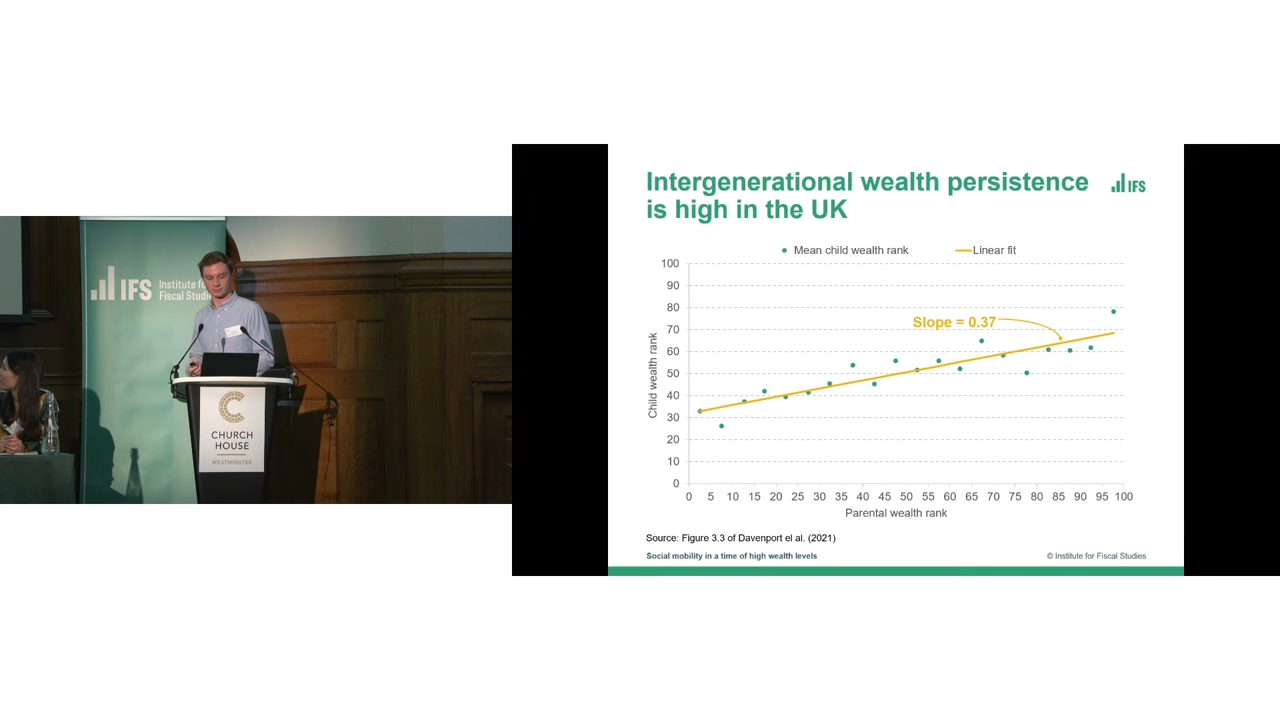 IFS
Institute for
Fiscal Studi
CHURCH
HOUSE
WESTMINSTER
Intergenerational wealth persistence
is high in the UK
IFS
Mean child wealth rank
Linear fit
100
90
80
70
60
50
40
30
20
10
0
Child wealth rank
Slope = 0.37
0 5 10 15 20 25 30 35 40 45 50 55 60 65 70 75 80 85 90 95 100
Parental wealth rank
Source: Figure 3.3 of Davenport el al. (2021)
Social mobility in a time of high wealth levels
© Institute for Fiscal Studies